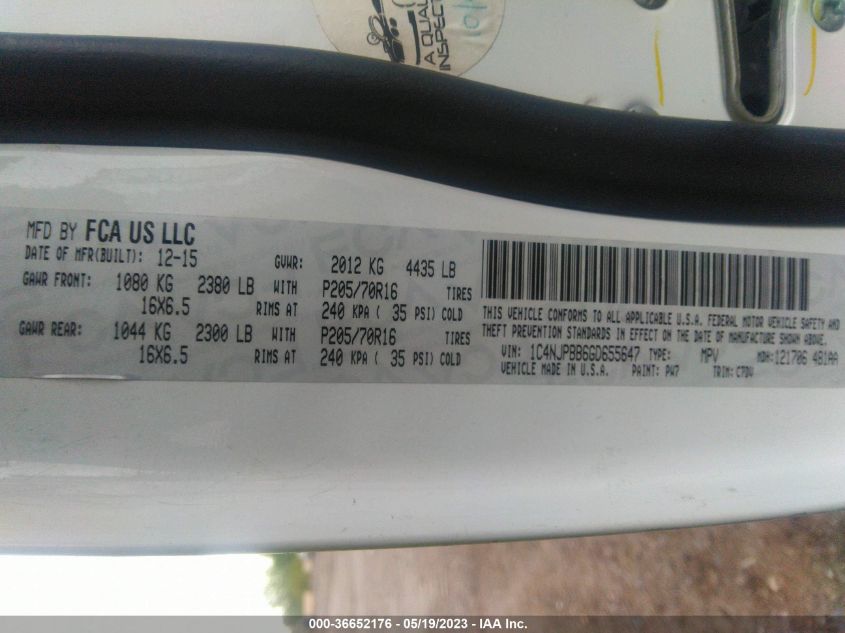 A QUAL
INSPECT
MFD BY FCA US LLC
DATE OF MFR(BUILT): 12-15 GVWR: 2012 KG 4435 LB
GAWR FRONT: 1080 KG 2380 LB WITH P205/70R16 TIRES
16X6.5 RIMS AT 240 KPA ( 35 PSI) COLD
GAWR REAR: 1044 KG 2300 LB WITH P205/70R16 TIRES
16X6.5 RIMS AT 240 KPA ( 35 PSI) COLD
THIS VEHICLE CONFORMS TO ALL APPLICABLE U.S.A. FEDERAL MOTOR VEHICLE SAFETY AND
THEFT PREVENTION STANDARDS IN EFFECT ON THE DATE OF MANUFACTURE SHOWN ABOVE.
VIN: 1C4NJPBB6GD655647 TYPE: MPV MDH: 121706 481AA
VEHICLE MADE IN U.S.A. PAINT: PW7 TRIM: C7DV
000-36652176 - 05/19/2023 - IAA Inc.